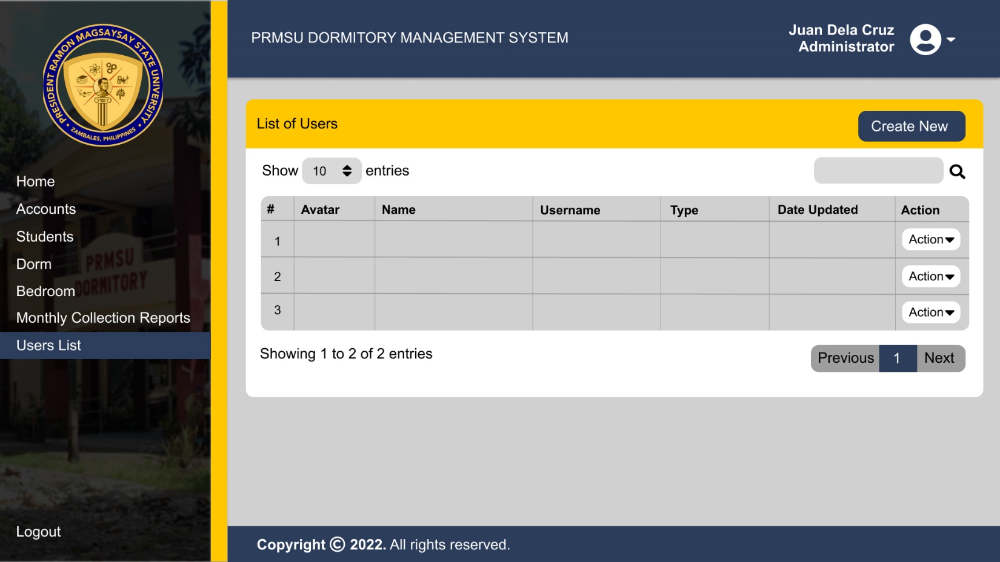 PRESIDENT RAMON MAGSAYSAY STATE UNIVERSITY
ZAMBALES, PHILIPPINES
PRMSU DORMITORY MANAGEMENT SYSTEM
Juan Dela Cruz
Administrator
Home
Accounts
Students
Dorm
Bedroom
Monthly Collection Reports
Users List
Logout
PRMSU
DORMITORY
List of Users
Create New
Show 10 entries
# Avatar Name Username Type Date Updated Action
1 Action
2 Action
3 Action
Showing 1 to 2 of 2 entries
Previous 1 Next
Copyright © 2022. All rights reserved.